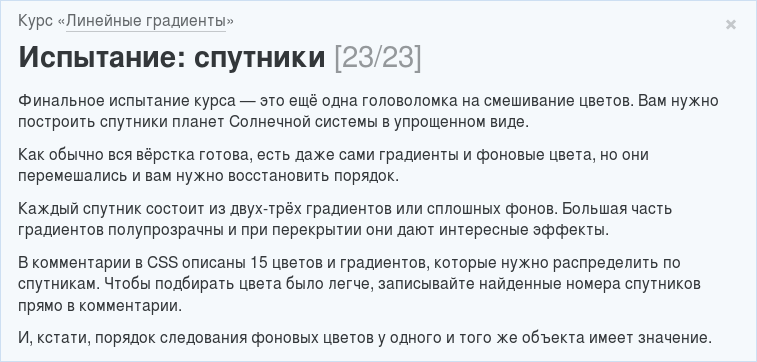 Курс «Линейные градиенты»
Испытание: спутники [23/23]
Финальное испытание курса — это ещё одна головоломка на смешивание цветов. Вам нужно
построить спутники планет Солнечной системы в упрощенном виде.
Как обычно вся вёрстка готова, есть даже сами градиенты и фоновые цвета, но они
перемешались и вам нужно восстановить порядок.
Каждый спутник состоит из двух-трёх градиентов или сплошных фонов. Большая часть
градиентов полупрозрачны и при перекрытии они дают интересные эффекты.
В комментарии в CSS описаны 15 цветов и градиентов, которые нужно распределить по
спутникам. Чтобы подбирать цвета было легче, записывайте найденные номера спутников
прямо в комментарии.
И, кстати, порядок следования фоновых цветов у одного и того же объекта имеет значение.